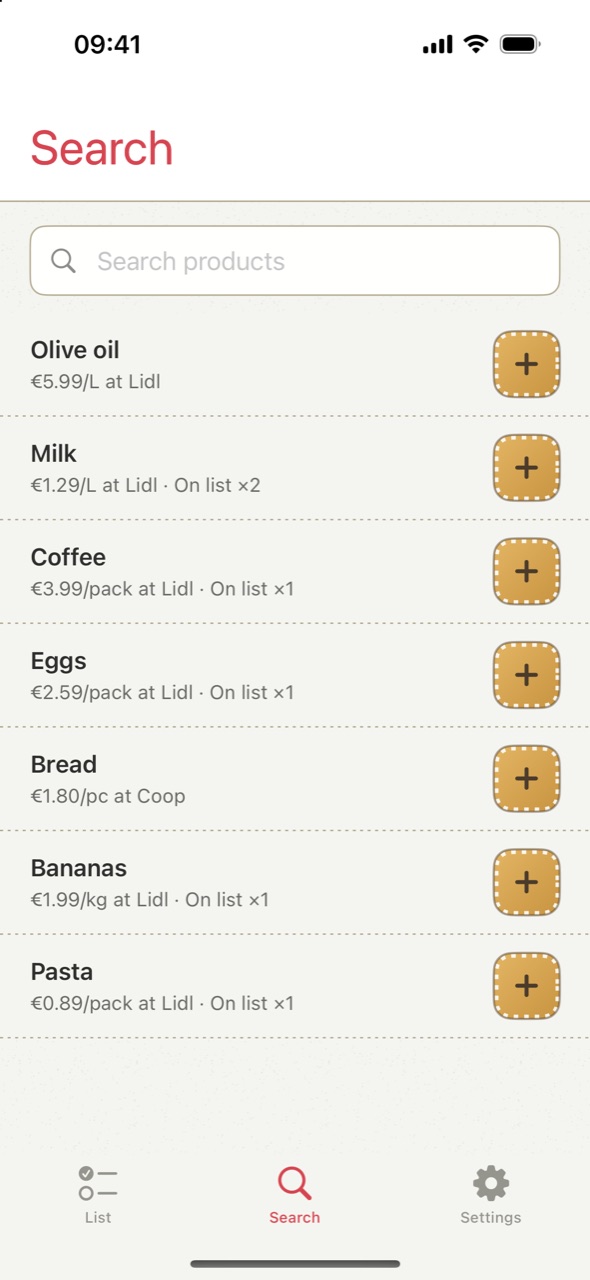 09:41
Search
Search products
Olive oil
€5.99/L at Lidl
Milk
€1.29/L at Lidl · On list ×2
Coffee
€3.99/pack at Lidl · On list ×1
Eggs
€2.59/pack at Lidl · On list ×1
Bread
€1.80/pc at Coop
Bananas
€1.99/kg at Lidl · On list ×1
Pasta
€0.89/pack at Lidl · On list ×1
List
Search
Settings